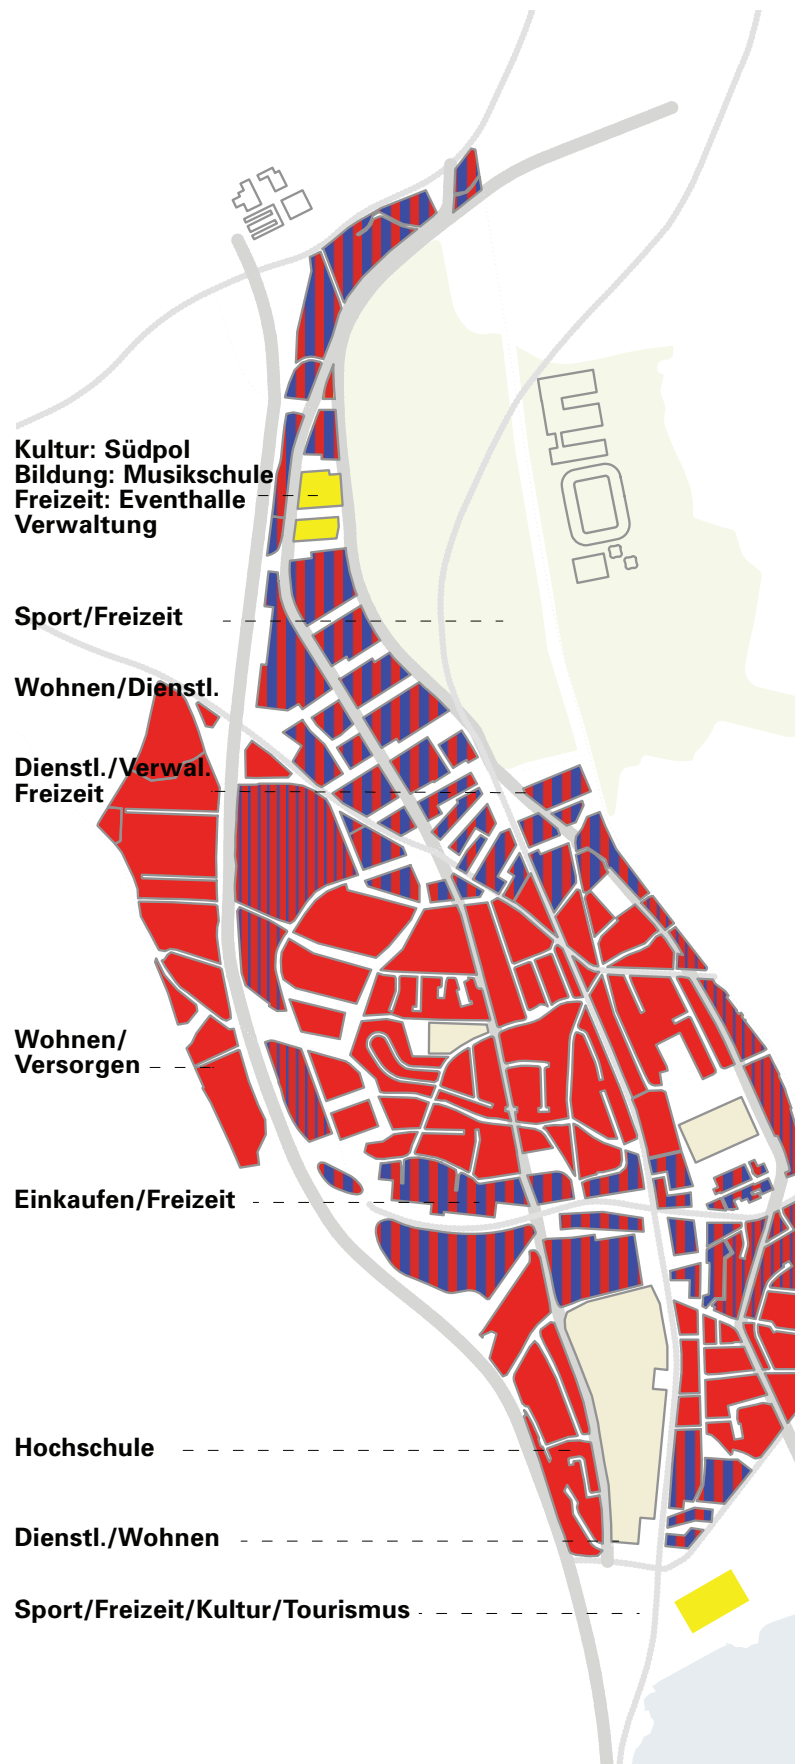 Kultur: Südpol
Bildung: Musikschule
Freizeit: Eventhalle
Verwaltung
Sport/Freizeit
Wohnen/Dienstl.
Dienstl./Verwal.
Freizeit
Wohnen/
Versorgen
Einkaufen/Freizeit
Hochschule
Dienstl./Wohnen
Sport/Freizeit/Kultur/Tourismus